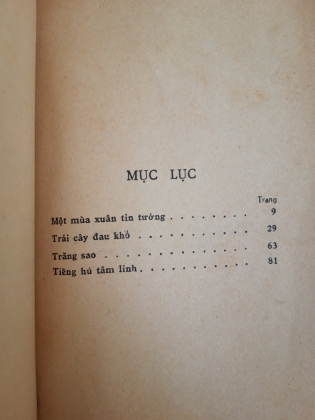 MỤC LỤC
Trang
Một mùa xuân tin tưởng . . . . . . . . 9
Trái cây đau khổ . . . . . . . . . . . 29
Trăng sao . . . . . . . . . . . . . 63
Tiếng hú tâm linh . . . . . . . . . . 81